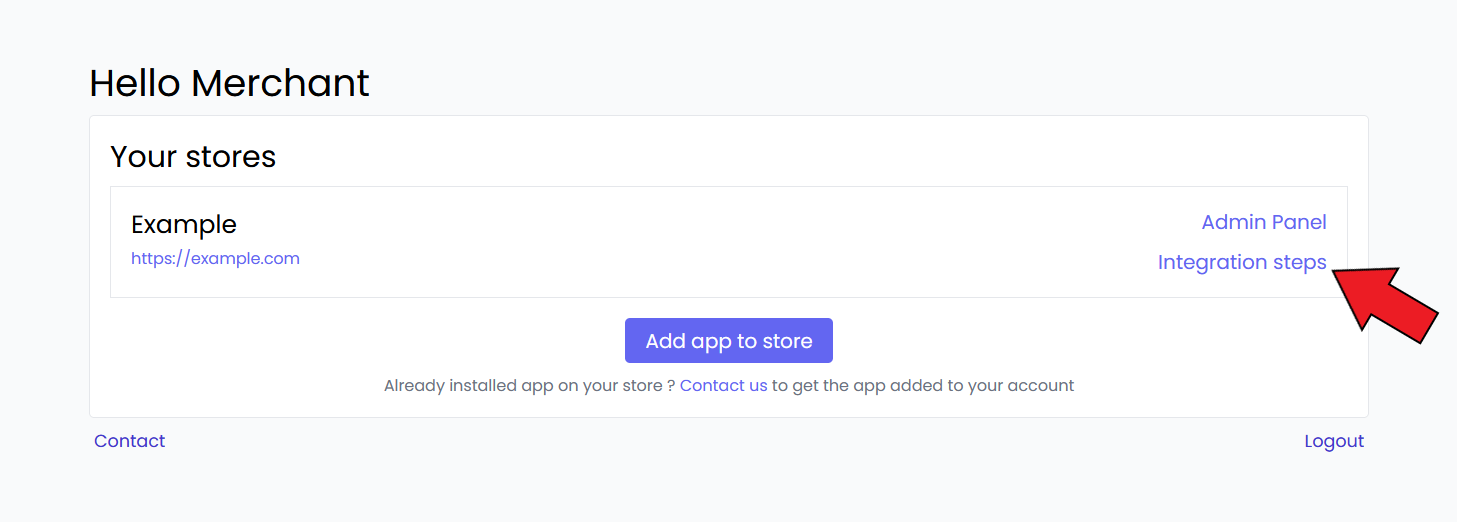 Hello Merchant
Your stores
Example
Admin Panel
https://example.com
Integration steps
Add app to store
Already installed app on your store ? Contact us to get the app added to your account
Contact
Logout